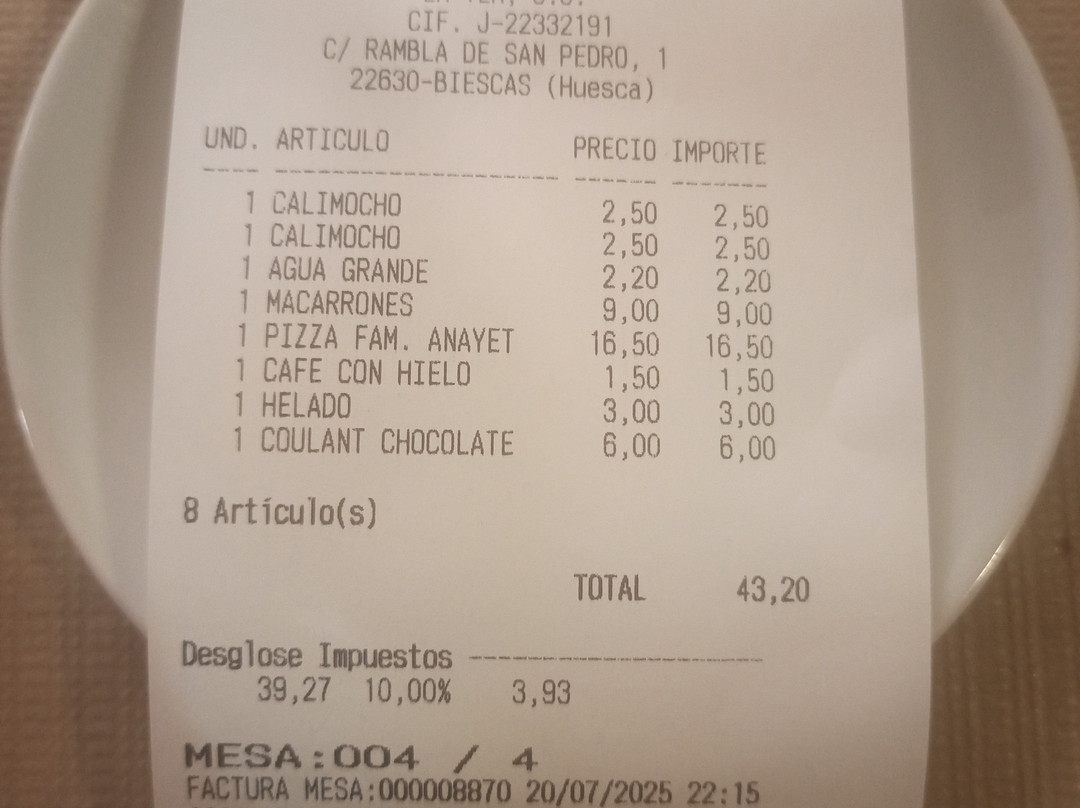 CIF. J-22332191
C/ RAMBLA DE SAN PEDRO, 1
22630-BIESCAS (Huesca)
UND. ARTICULO PRECIO IMPORTE
1 CALIMOCHO 2,50 2,50
1 CALIMOCHO 2,50 2,50
1 AGUA GRANDE 2,20 2,20
1 MACARRONES 9,00 9,00
1 PIZZA FAM. ANAYET 16,50 16,50
1 CAFE CON HIELO 1,50 1,50
1 HELADO 3,00 3,00
1 COULANT CHOCOLATE 6,00 6,00
8 Artículo(s)
TOTAL 43,20
Desglose Impuestos
39,27 10,00% 3,93
MESA:004 / 4
FACTURA MESA:000008870 20/07/2025 22:15